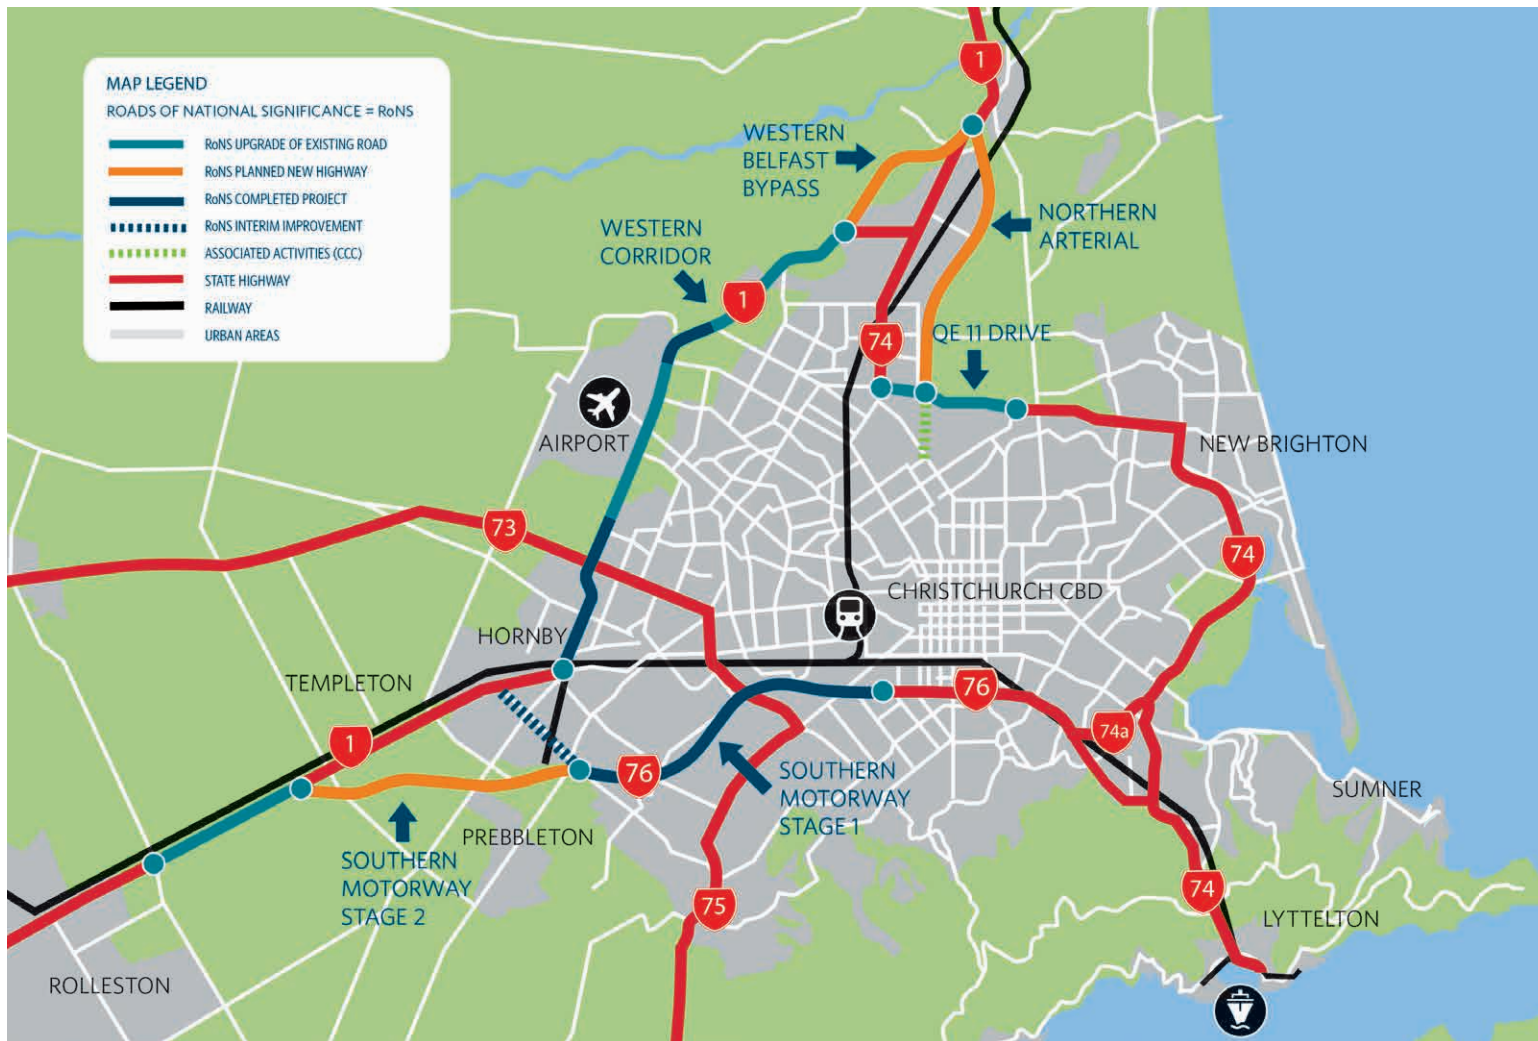 MAP LEGEND
ROADS OF NATIONAL SIGNIFICANCE = RoNS
RoNS UPGRADE OF EXISTING ROAD
RoNS PLANNED NEW HIGHWAY
RoNS COMPLETED PROJECT
RoNS INTERIM IMPROVEMENT
ASSOCIATED ACTIVITIES (CCC)
STATE HIGHWAY
RAILWAY
URBAN AREAS
1
WESTERN
BELFAST
BYPASS
NORTHERN
ARTERIAL
WESTERN
CORRIDOR
1
74
QE 11 DRIVE
AIRPORT
NEW BRIGHTON
73
74
CHRISTCHURCH CBD
HORNBY
TEMPLETON
76
74a
1
76
SOUTHERN
MOTORWAY
STAGE 1
SUMNER
PREBBLETON
SOUTHERN
MOTORWAY
STAGE 2
75
74
LYTTELTON
ROLLESTON